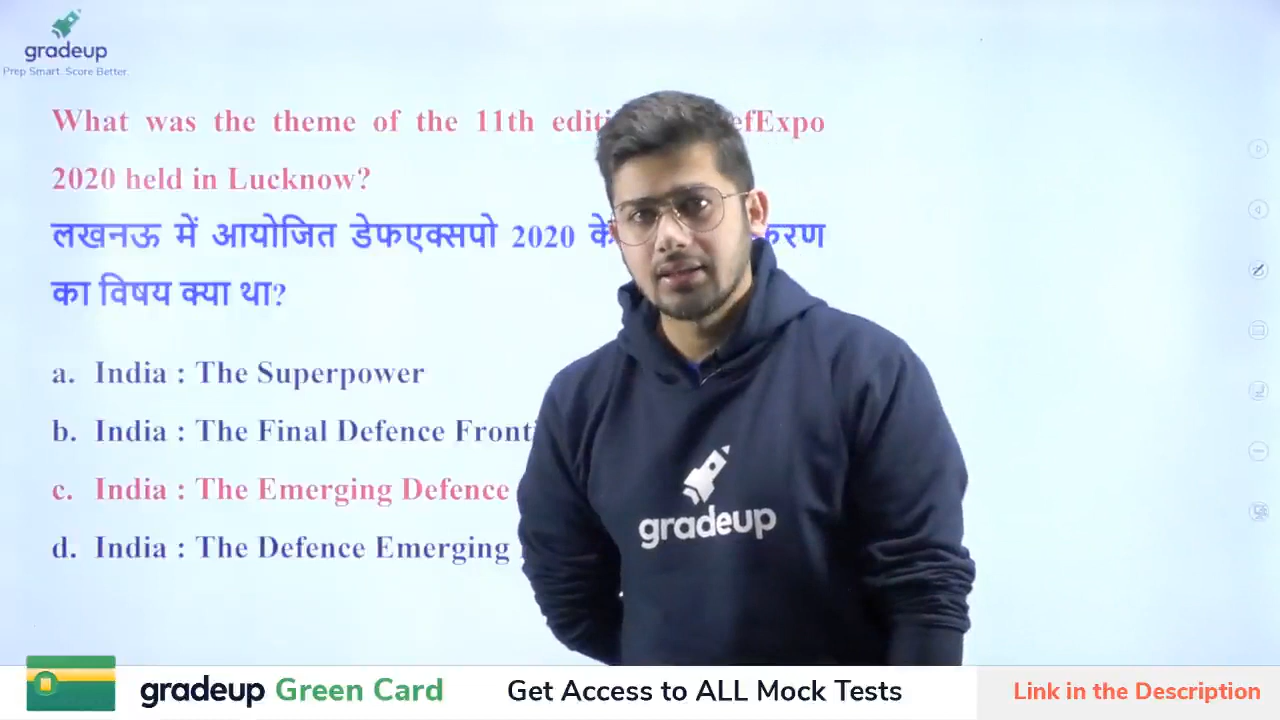 gradeup
Prep Smart. Score Better.
What was the theme of the 11th efExpo
2020 held in Lucknow?
लखनऊ में आयोजित डेफएक्सपो 2020 के करण
का विषय क्या था?
a. India : The Superpower
b. India : The Final Defence
c. India : The Emerging Defence
d. India : The Defence Emerging
gradeup
gradeup Green Card Get Access to ALL Mock Tests Link in the Description